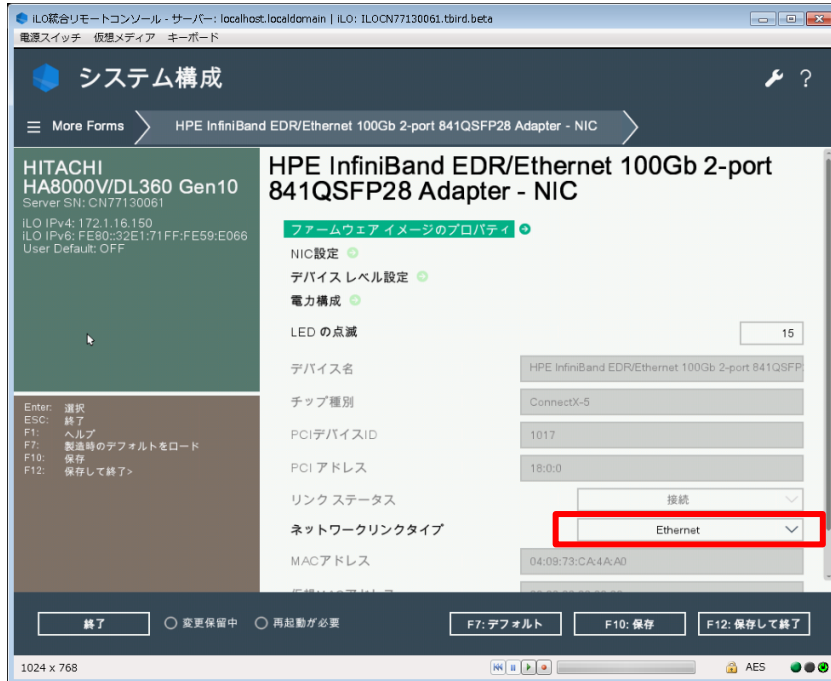 iLO統合リモートコンソール - サーバー: localhost.localdomain | iLO: ILOCN77130061.tbird.beta
電源スイッチ 仮想メディア キーボード
システム構成
?
More Forms
HPE InfiniBand EDR/Ethernet 100Gb 2-port 841QSFP28 Adapter - NIC
HITACHI
HA8000V/DL360 Gen10
Server SN: CN77130061
iLO IPv4: 172.1.16.150
iLO IPv6: FE80::32E1:71FF:FE59:E066
User Default: OFF
Enter: 選択
ESC: 終了
F1: ヘルプ
F7: 製造時のデフォルトをロード
F10: 保存
F12: 保存して終了>
HPE InfiniBand EDR/Ethernet 100Gb 2-port
841QSFP28 Adapter - NIC
ファームウェア イメージのプロパティ
NIC設定
デバイス レベル設定
電力構成
LED の点滅 15
デバイス名 HPE InfiniBand EDR/Ethernet 100Gb 2-port 841QSFP
チップ種別 ConnectX-5
PCIデバイスID 1017
PCI アドレス 18:0:0
リンク ステータス 接続
ネットワークリンクタイプ Ethernet
MACアドレス 04:09:73:CA:4A:A0
終了 変更保留中 再起動が必要 F7: デフォルト F10: 保存 F12: 保存して終了
1024 x 768 AES